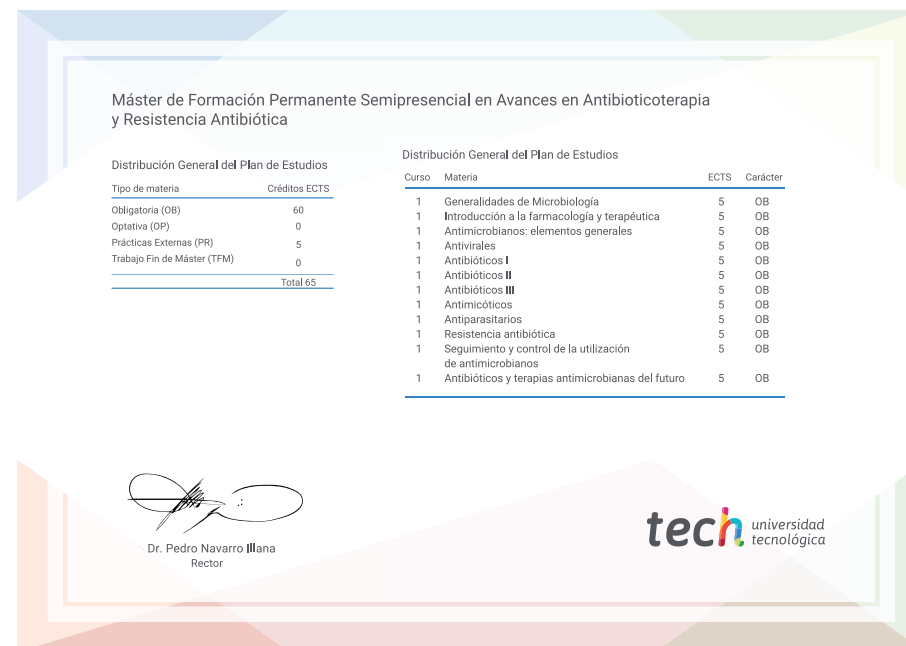 Máster de Formación Permanente Semipresencial en Avances en Antibioticoterapia
y Resistencia Antibiótica
Distribución General del Plan de Estudios
Tipo de materia Créditos ECTS
Obligatoria (OB) 60
Optativa (OP) 0
Prácticas Externas (PR) 5
Trabajo Fin de Máster (TFM) 0
Total 65
Distribución General del Plan de Estudios
Curso Materia ECTS Carácter
1 Generalidades de Microbiología 5 OB
1 Introducción a la farmacología y terapéutica 5 OB
1 Antimicrobianos: elementos generales 5 OB
1 Antivirales 5 OB
1 Antibióticos I 5 OB
1 Antibióticos II 5 OB
1 Antibióticos III 5 OB
1 Antimicóticos 5 OB
1 Antiparasitarios 5 OB
1 Resistencia antibiótica 5 OB
1 Seguimiento y control de la utilización 5 OB
de antimicrobianos
1 Antibióticos y terapias antimicrobianas del futuro 5 OB
Dr. Pedro Navarro Illana
Rector
tech universidad
tecnológica